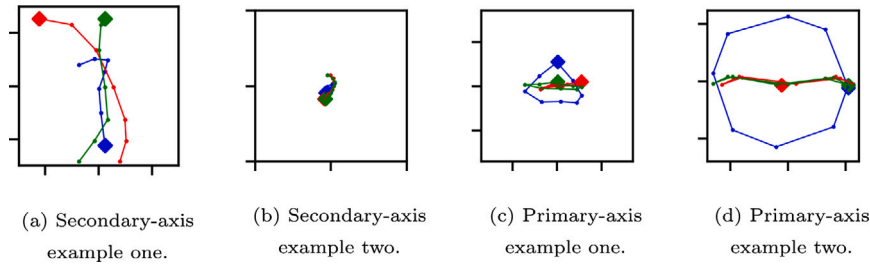 (a) Secondary-axis
example one.
(b) Secondary-axis
example two.
(c) Primary-axis
example one.
(d) Primary-axis
example two.